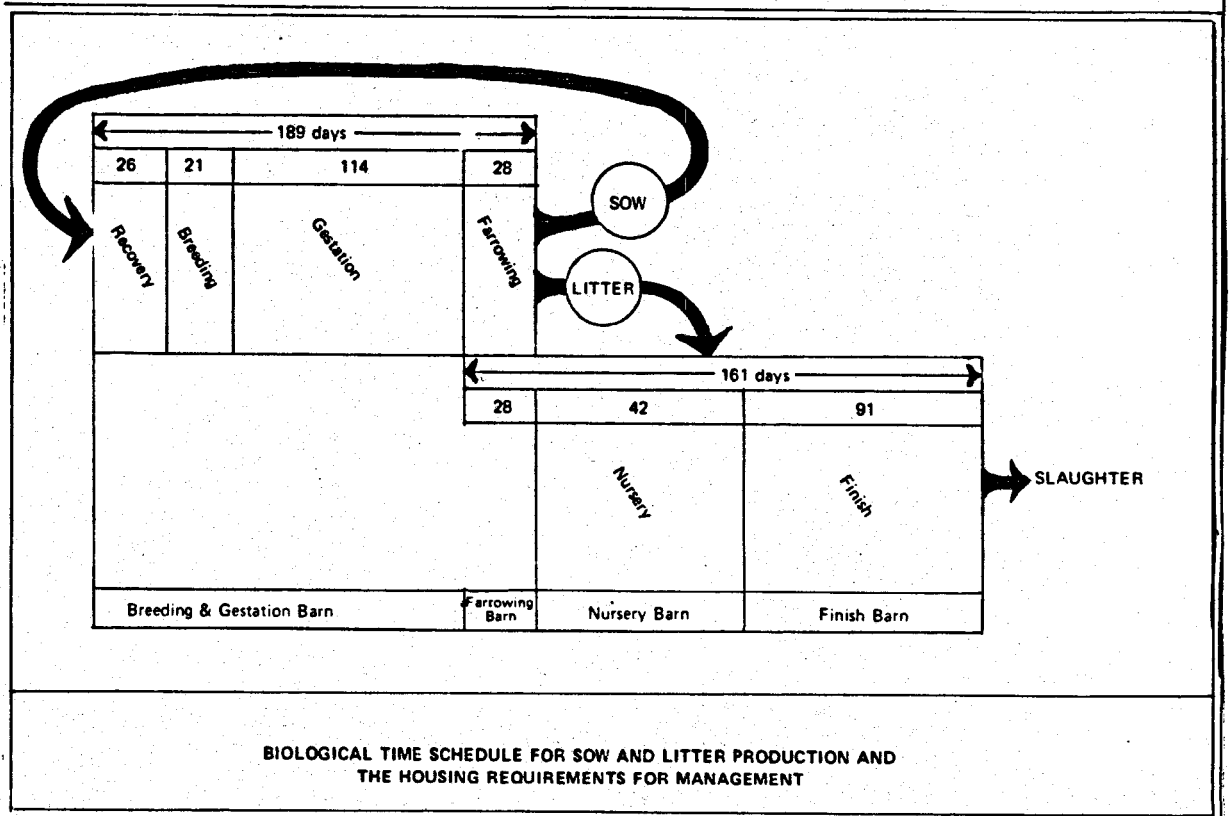 189 days
26 21 114 28
Recovery
Breeding
Gestation
Farrowing
SOW
LITTER
161 days
28 42 91
Nursery
Finish
SLAUGHTER
Breeding & Gestation Barn
Farrowing
Barn
Nursery Barn
Finish Barn
BIOLOGICAL TIME SCHEDULE FOR SOW AND LITTER PRODUCTION AND
THE HOUSING REQUIREMENTS FOR MANAGEMENT